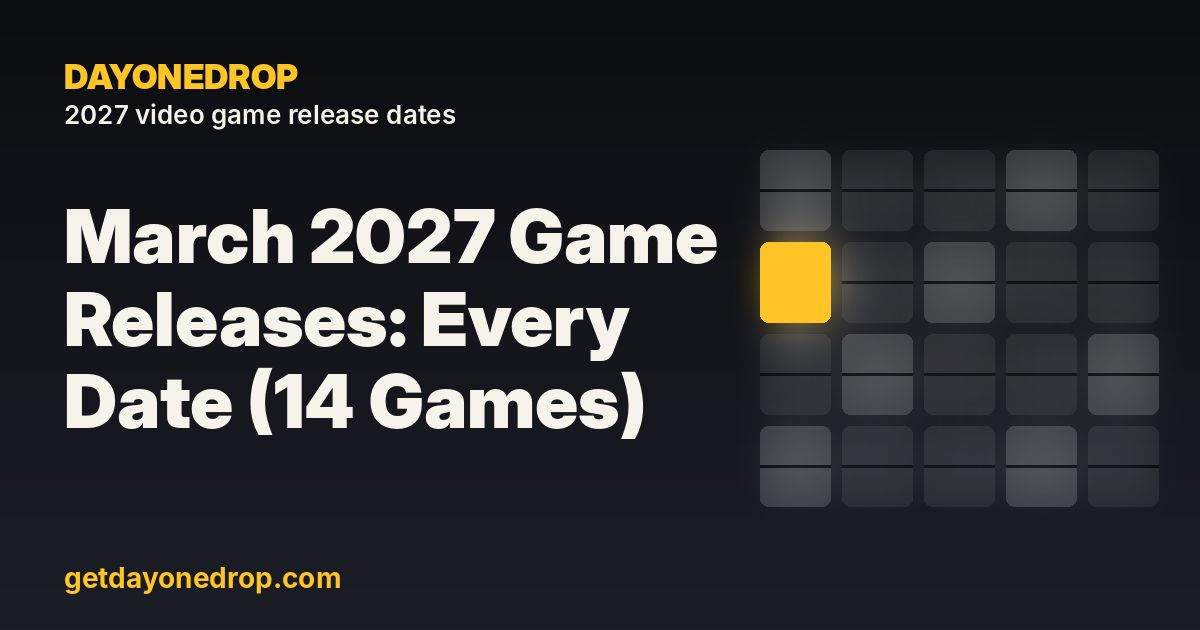 DAYONEDROP
2027 video game release dates
March 2027 Game
Releases: Every
Date (14 Games)
getdayonedrop.com